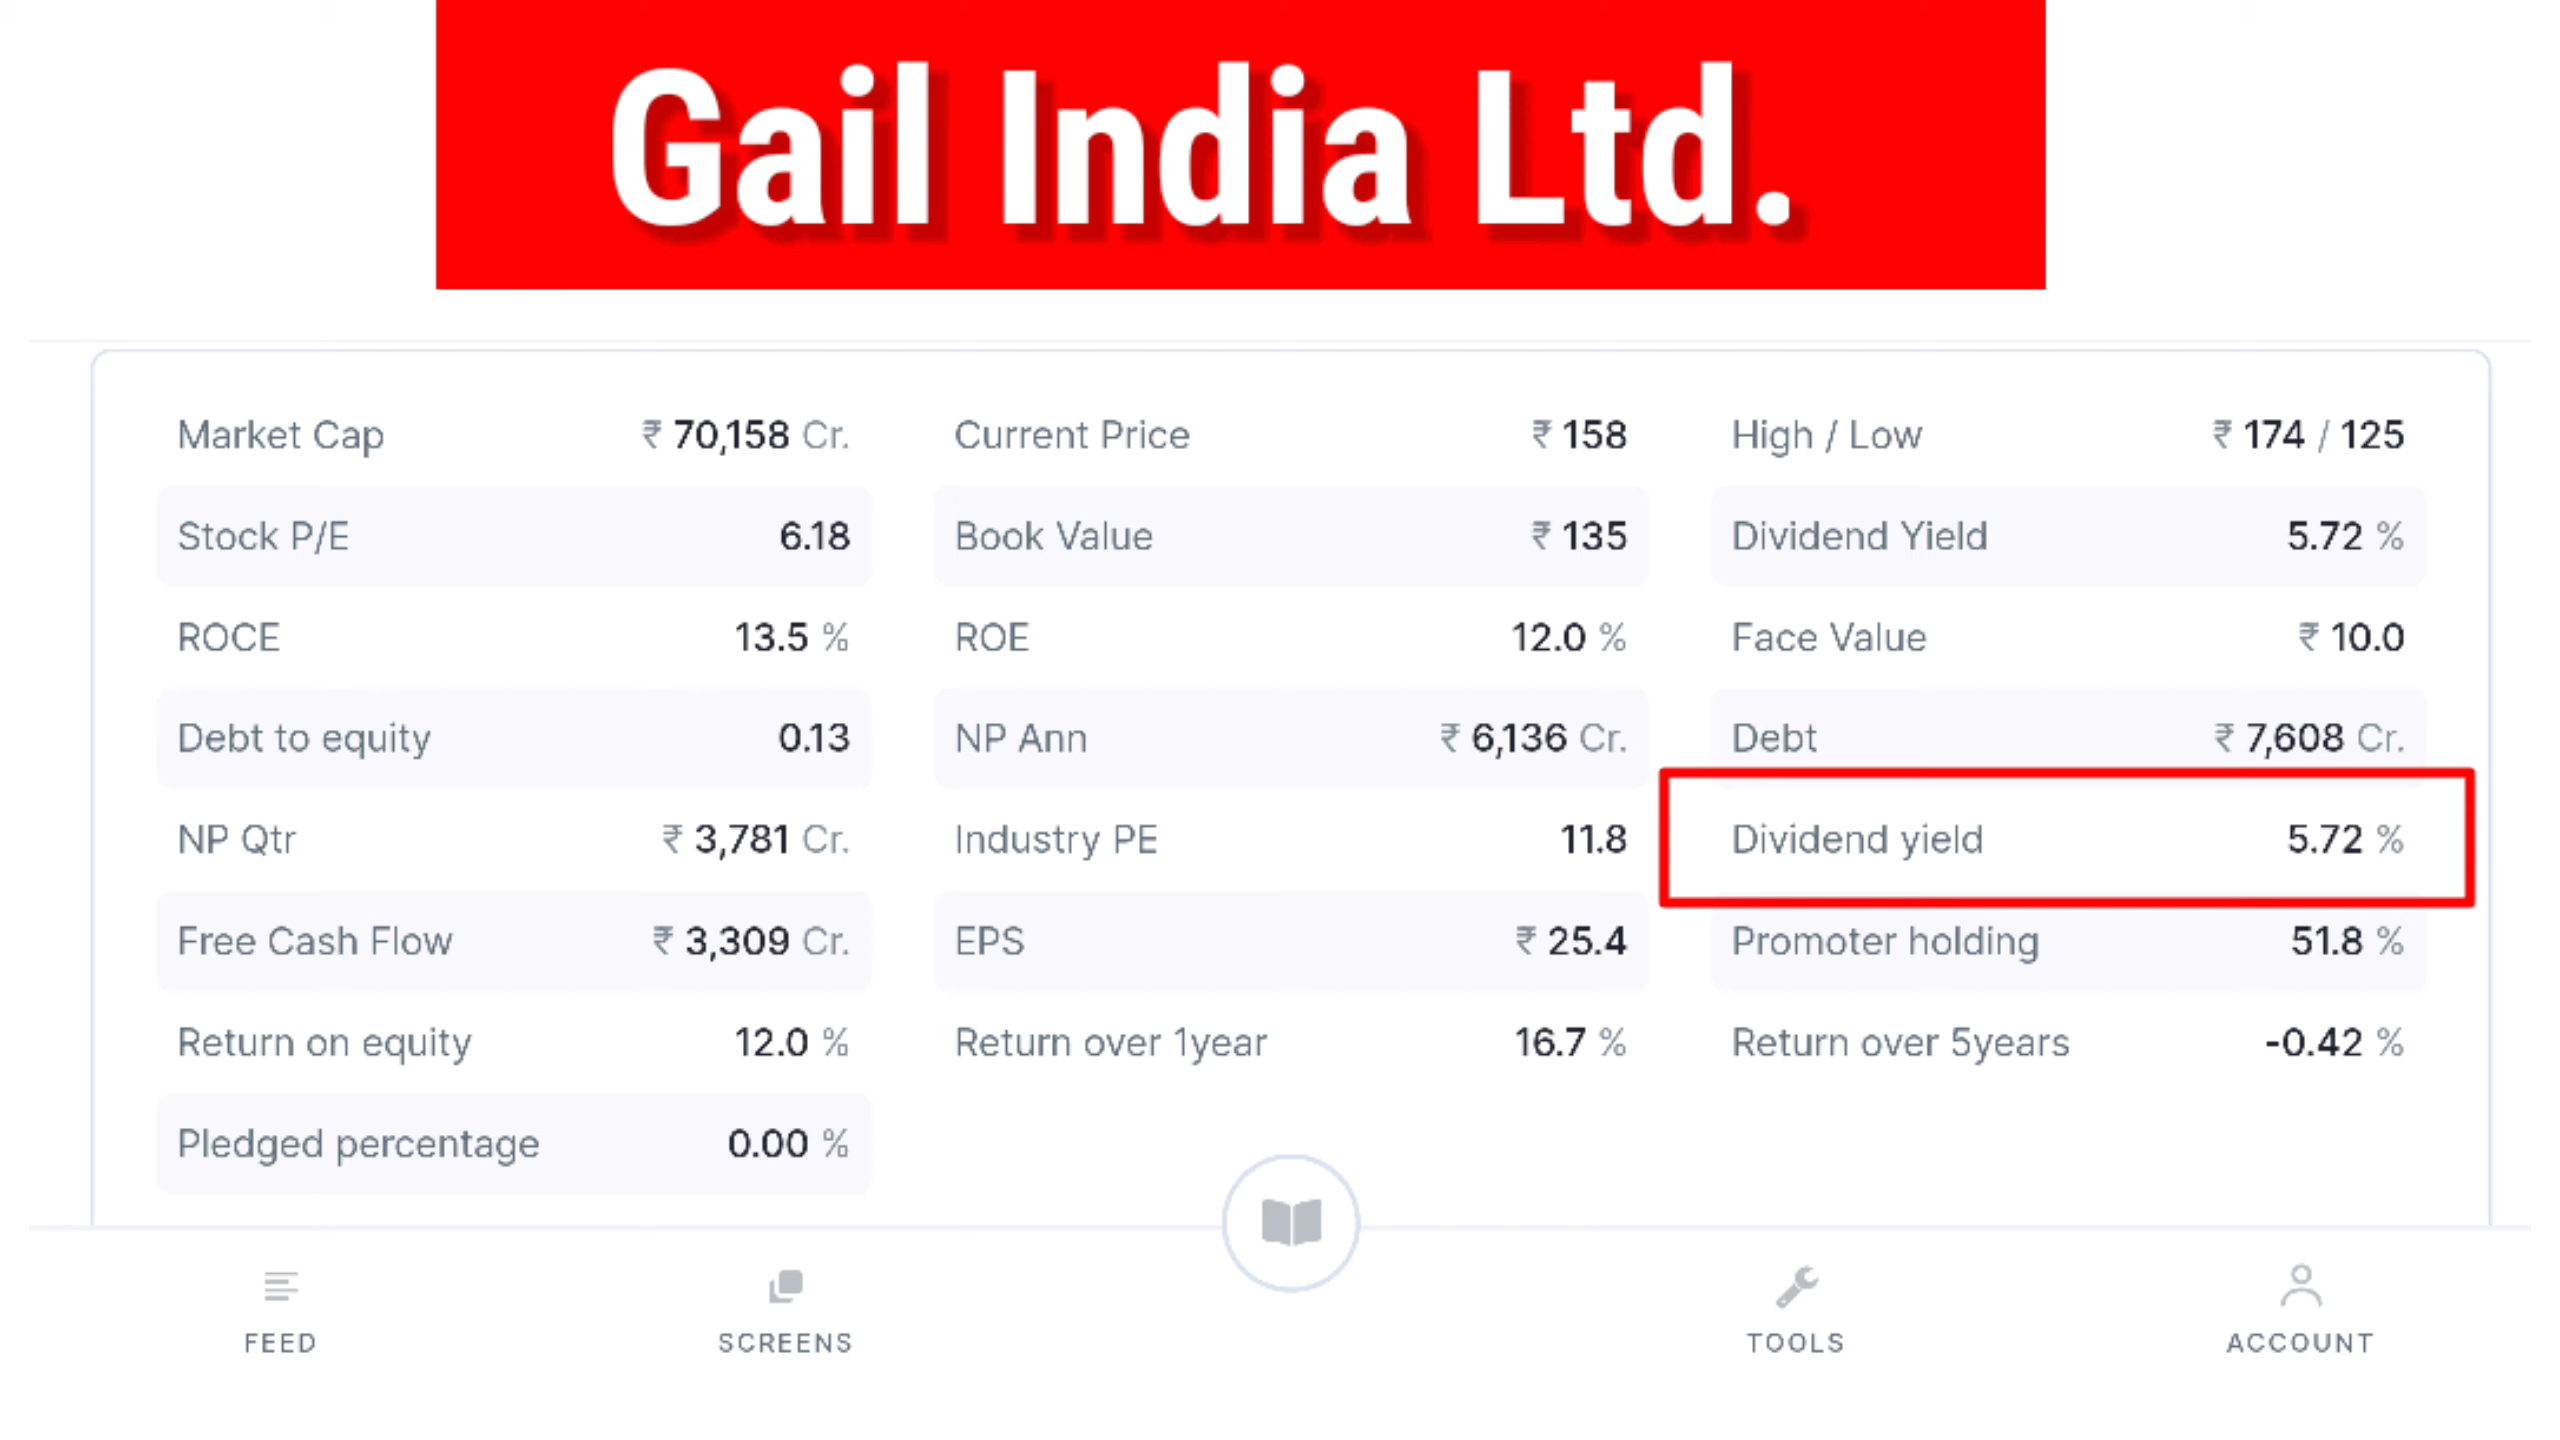 Gail India Ltd.
Market Cap ₹ 70,158 Cr. Current Price ₹ 158 High / Low ₹ 174 / 125
Stock P/E 6.18 Book Value ₹ 135 Dividend Yield 5.72 %
ROCE 13.5 % ROE 12.0 % Face Value ₹ 10.0
Debt to equity 0.13 NP Ann ₹ 6,136 Cr. Debt ₹ 7,608 Cr.
NP Qtr ₹ 3,781 Cr. Industry PE 11.8 Dividend yield 5.72 %
Free Cash Flow ₹ 3,309 Cr. EPS ₹ 25.4 Promoter holding 51.8 %
Return on equity 12.0 % Return over 1year 16.7 % Return over 5years -0.42 %
Pledged percentage 0.00 %
FEED SCREENS TOOLS ACCOUNT